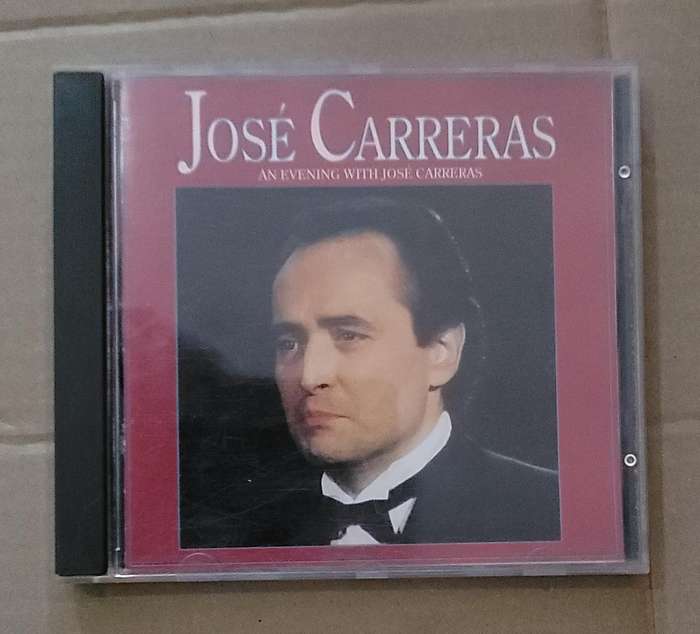 JOSÉ CARRERAS
AN EVENING WITH JOSÉ CARRERAS